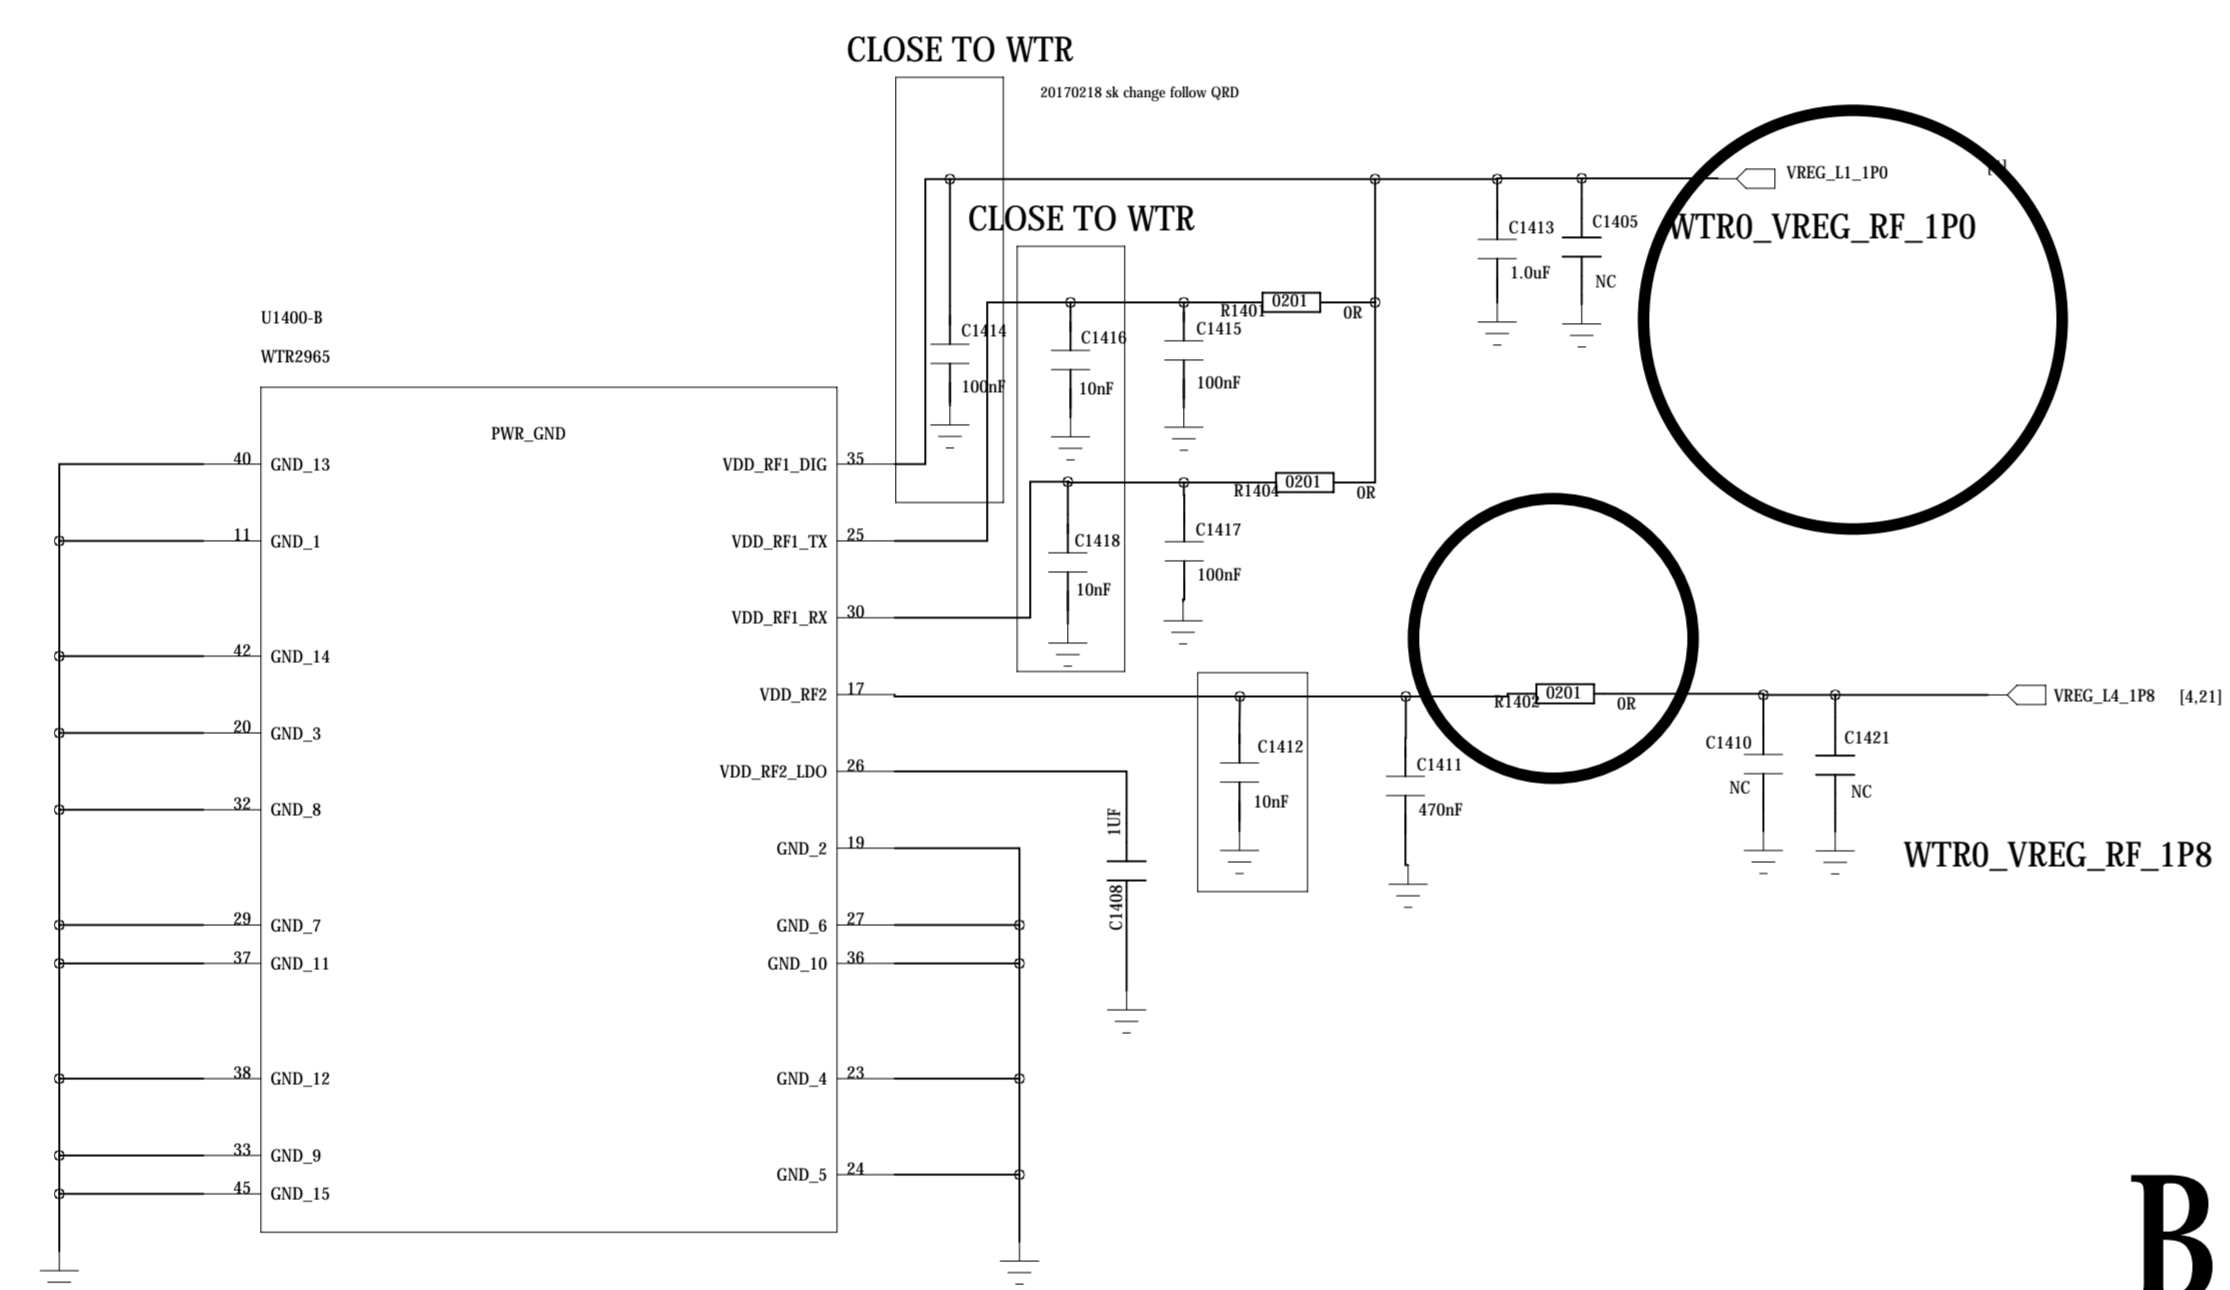 CLOSE TO WTR
20170218 sk change follow QRD
VREG_L1_1P0
WTR0_VREG_RF_1P0
CLOSE TO WTR
C1413
1.0uF
C1405
NC
R1401
0201
0R
C1414
100nF
C1416
10nF
C1415
100nF
U1400-B
WTR2965
PWR_GND
40 GND_13
VDD_RF1_DIG 35
R1404
0201
0R
11 GND_1
VDD_RF1_TX 25
C1418
10nF
C1417
100nF
VDD_RF1_RX 30
42 GND_14
VDD_RF2 17
R1402
0201
0R
VREG_L4_1P8 [4,21]
20 GND_3
C1412
10nF
C1411
470nF
C1410
NC
C1421
NC
VDD_RF2_LDO 26
32 GND_8
1UF
C1408
GND_2 19
WTR0_VREG_RF_1P8
29 GND_7
GND_6 27
37 GND_11
GND_10 36
38 GND_12
GND_4 23
33 GND_9
GND_5 24
45 GND_15
B